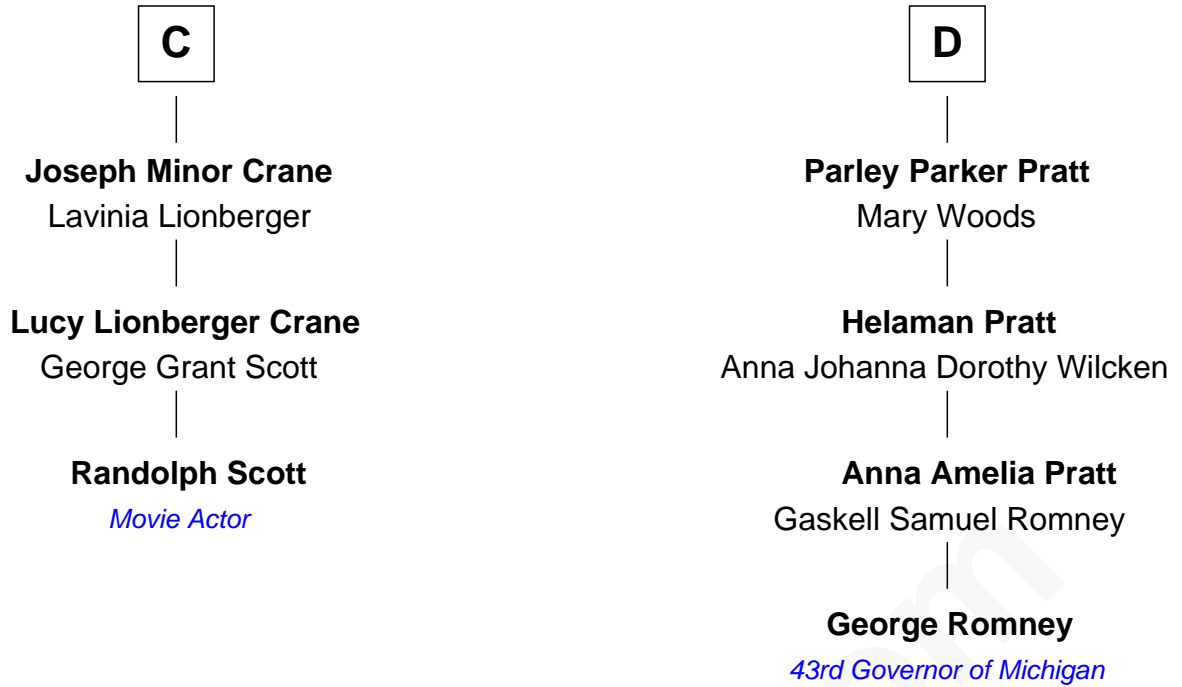 C
Joseph Minor Crane
Lavinia Lionberger
Lucy Lionberger Crane
George Grant Scott
Randolph Scott
Movie Actor
D
Parley Parker Pratt
Mary Woods
Helaman Pratt
Anna Johanna Dorothy Wilcken
Anna Amelia Pratt
Gaskell Samuel Romney
George Romney
43rd Governor of Michigan